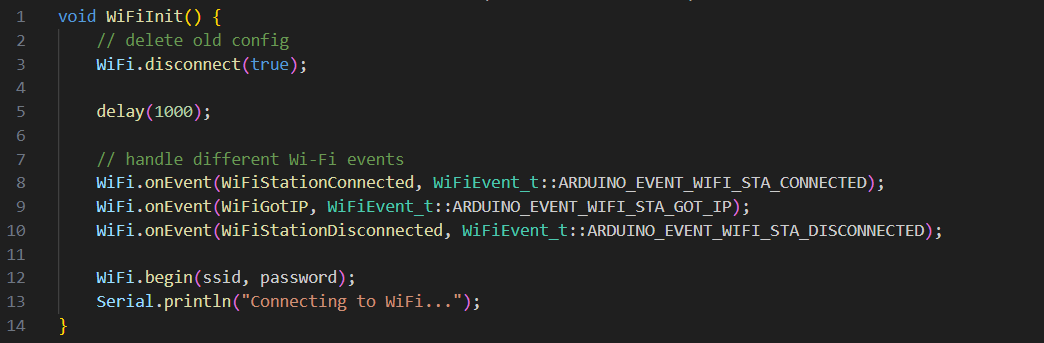 1 void WiFiInit() {
2 // delete old config
3 WiFi.disconnect(true);
4
5 delay(1000);
6
7 // handle different Wi-Fi events
8 WiFi.onEvent(WiFiStationConnected, WiFiEvent_t::ARDUINO_EVENT_WIFI_STA_CONNECTED);
9 WiFi.onEvent(WiFiGotIP, WiFiEvent_t::ARDUINO_EVENT_WIFI_STA_GOT_IP);
10 WiFi.onEvent(WiFiStationDisconnected, WiFiEvent_t::ARDUINO_EVENT_WIFI_STA_DISCONNECTED);
11
12 WiFi.begin(ssid, password);
13 Serial.println("Connecting to WiFi...");
14 }